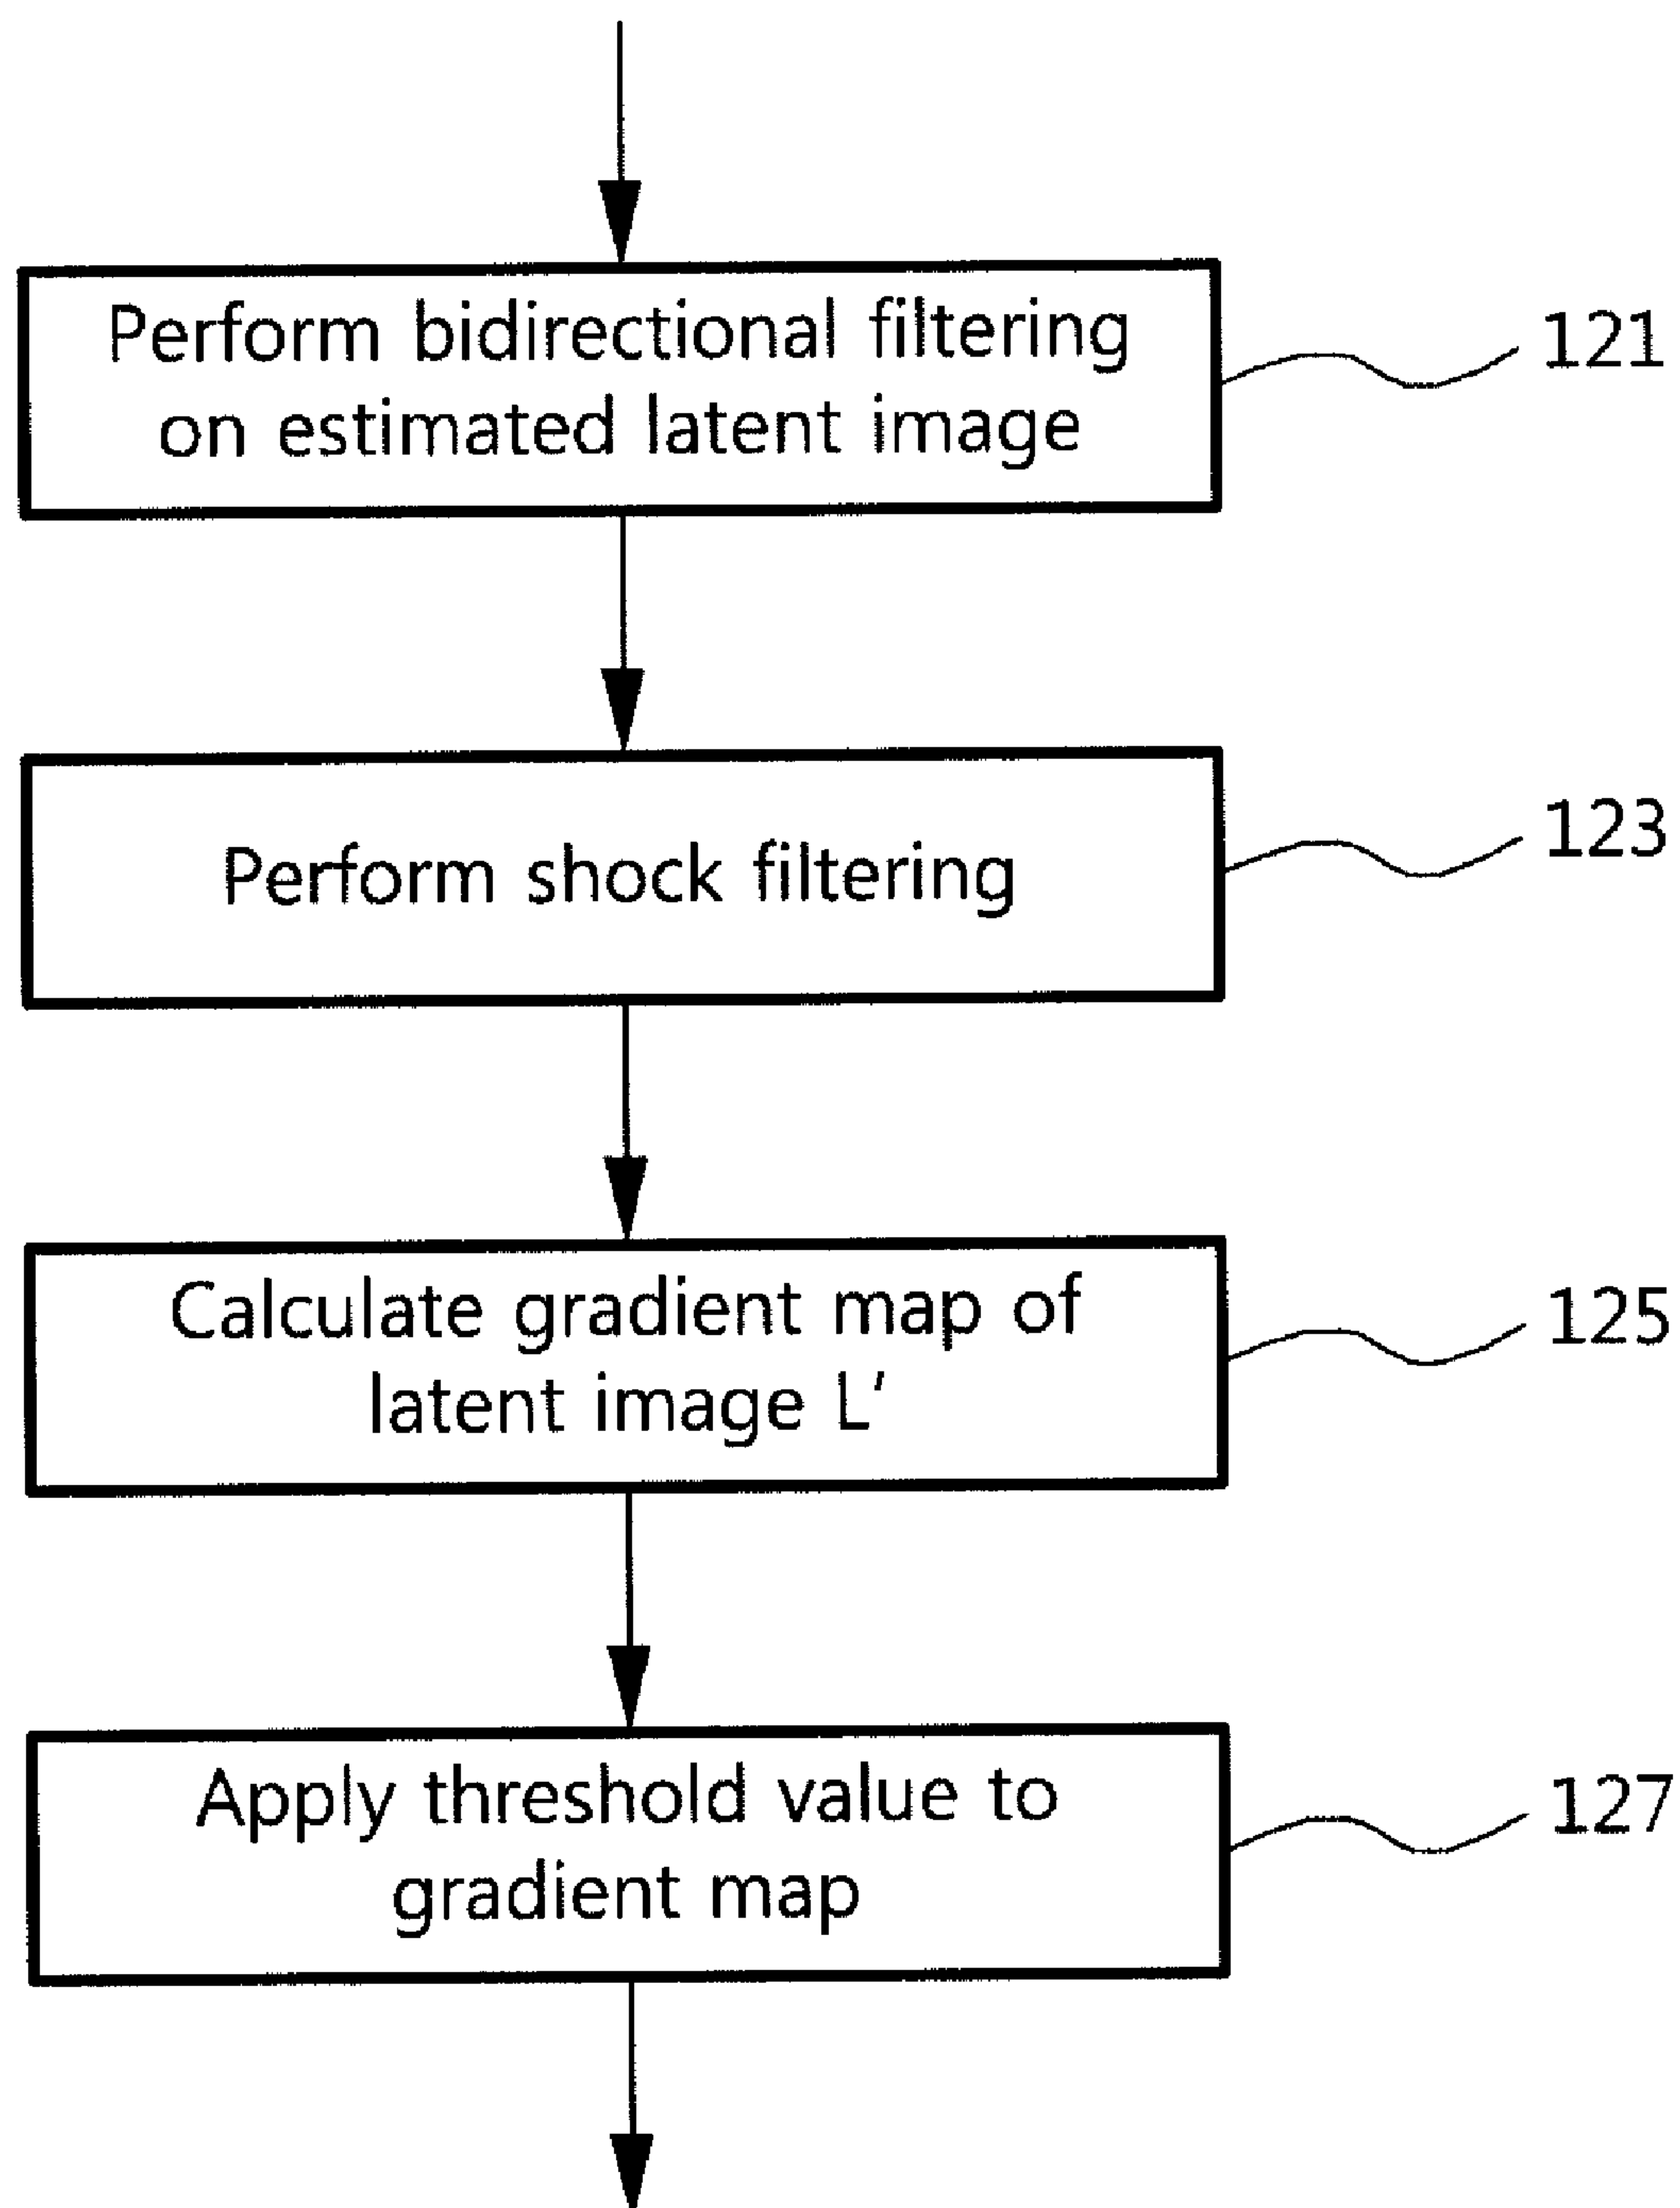 Perform bidirectional filtering
on estimated latent image
121
Perform shock filtering
123
Calculate gradient map of
latent image L'
125
Apply threshold value to
gradient map
127